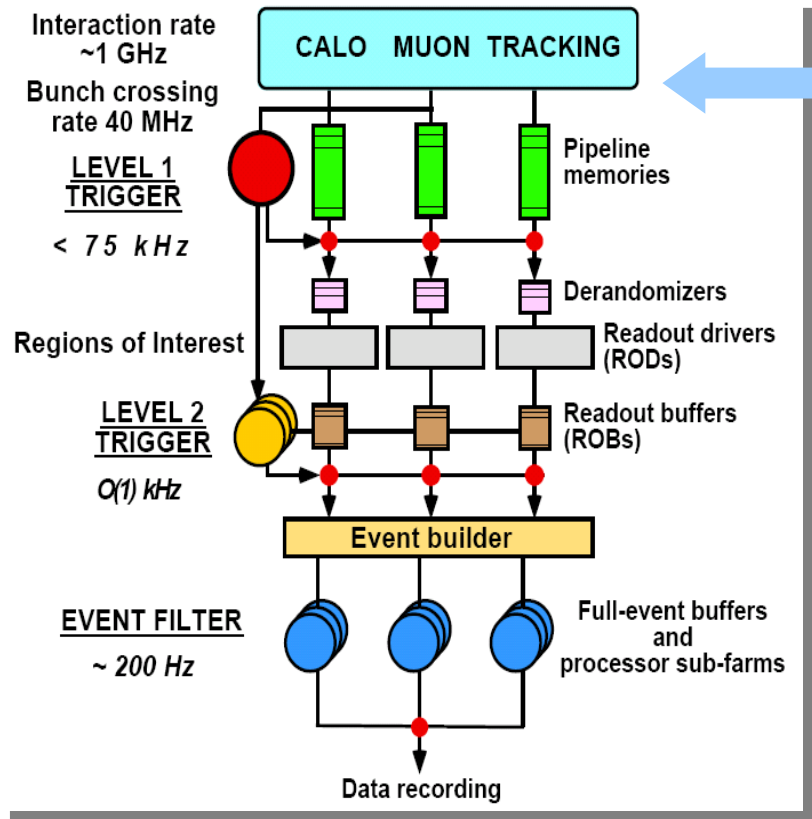 Interaction rate
~1 GHz
CALO MUON TRACKING
Bunch crossing
rate 40 MHz
LEVEL 1
TRIGGER
Pipeline
memories
< 75 kHz
Derandomizers
Regions of Interest
Readout drivers
(RODs)
LEVEL 2
TRIGGER
Readout buffers
(ROBs)
O(1) kHz
Event builder
EVENT FILTER
~ 200 Hz
Full-event buffers
and
processor sub-farms
Data recording